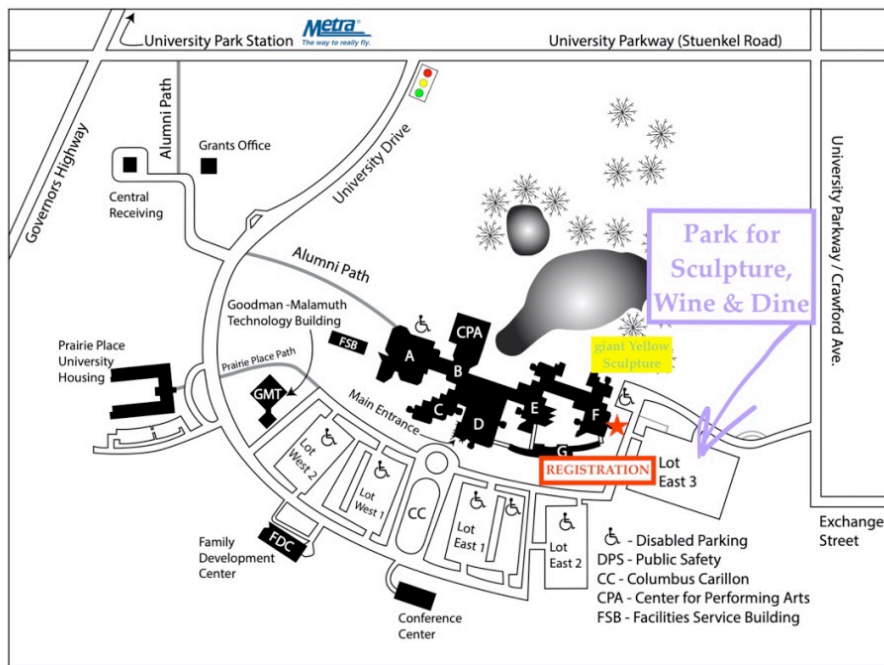 University Park Station
Metra
The way to really fly.
University Parkway (Stuenkel Road)
Governors Highway
Alumni Path
Grants Office
University Drive
Central
Receiving
University Parkway / Crawford Ave.
Park for
Sculpture,
Wine & Dine
Alumni Path
Goodman -Malamuth
Technology Building
FSB
CPA
A
B
giant Yellow
Sculpture
Prairie Place
University
Housing
Prairie Place Path
GMT
Main Entrance
C
D
E
F
G
REGISTRATION
Lot
East 3
Lot
West 2
Lot
West 1
CC
Lot
East 1
Lot
East 2
Exchange
Street
Family
Development
Center
FDC
Conference
Center
- Disabled Parking
DPS - Public Safety
CC - Columbus Carillon
CPA - Center for Performing Arts
FSB - Facilities Service Building